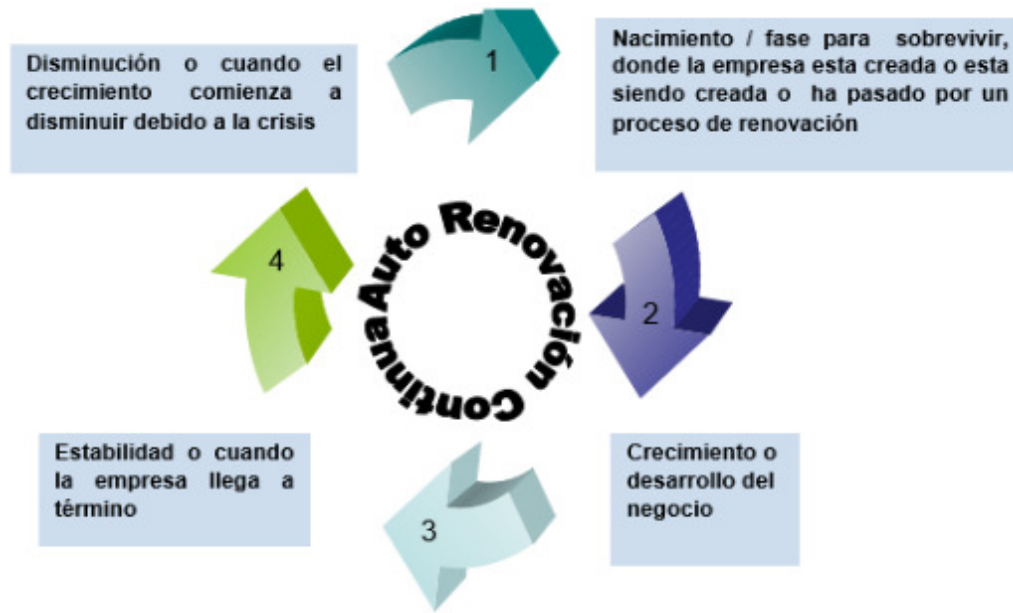 Disminución o cuando el
crecimiento comienza a
disminuir debido a la crisis
1
Nacimiento / fase para sobrevivir,
donde la empresa esta creada o esta
siendo creada o ha pasado por un
proceso de renovación
4
Auto Renovación Continua
2
Estabilidad o cuando
la empresa llega a
término
3
Crecimiento o
desarrollo del
negocio